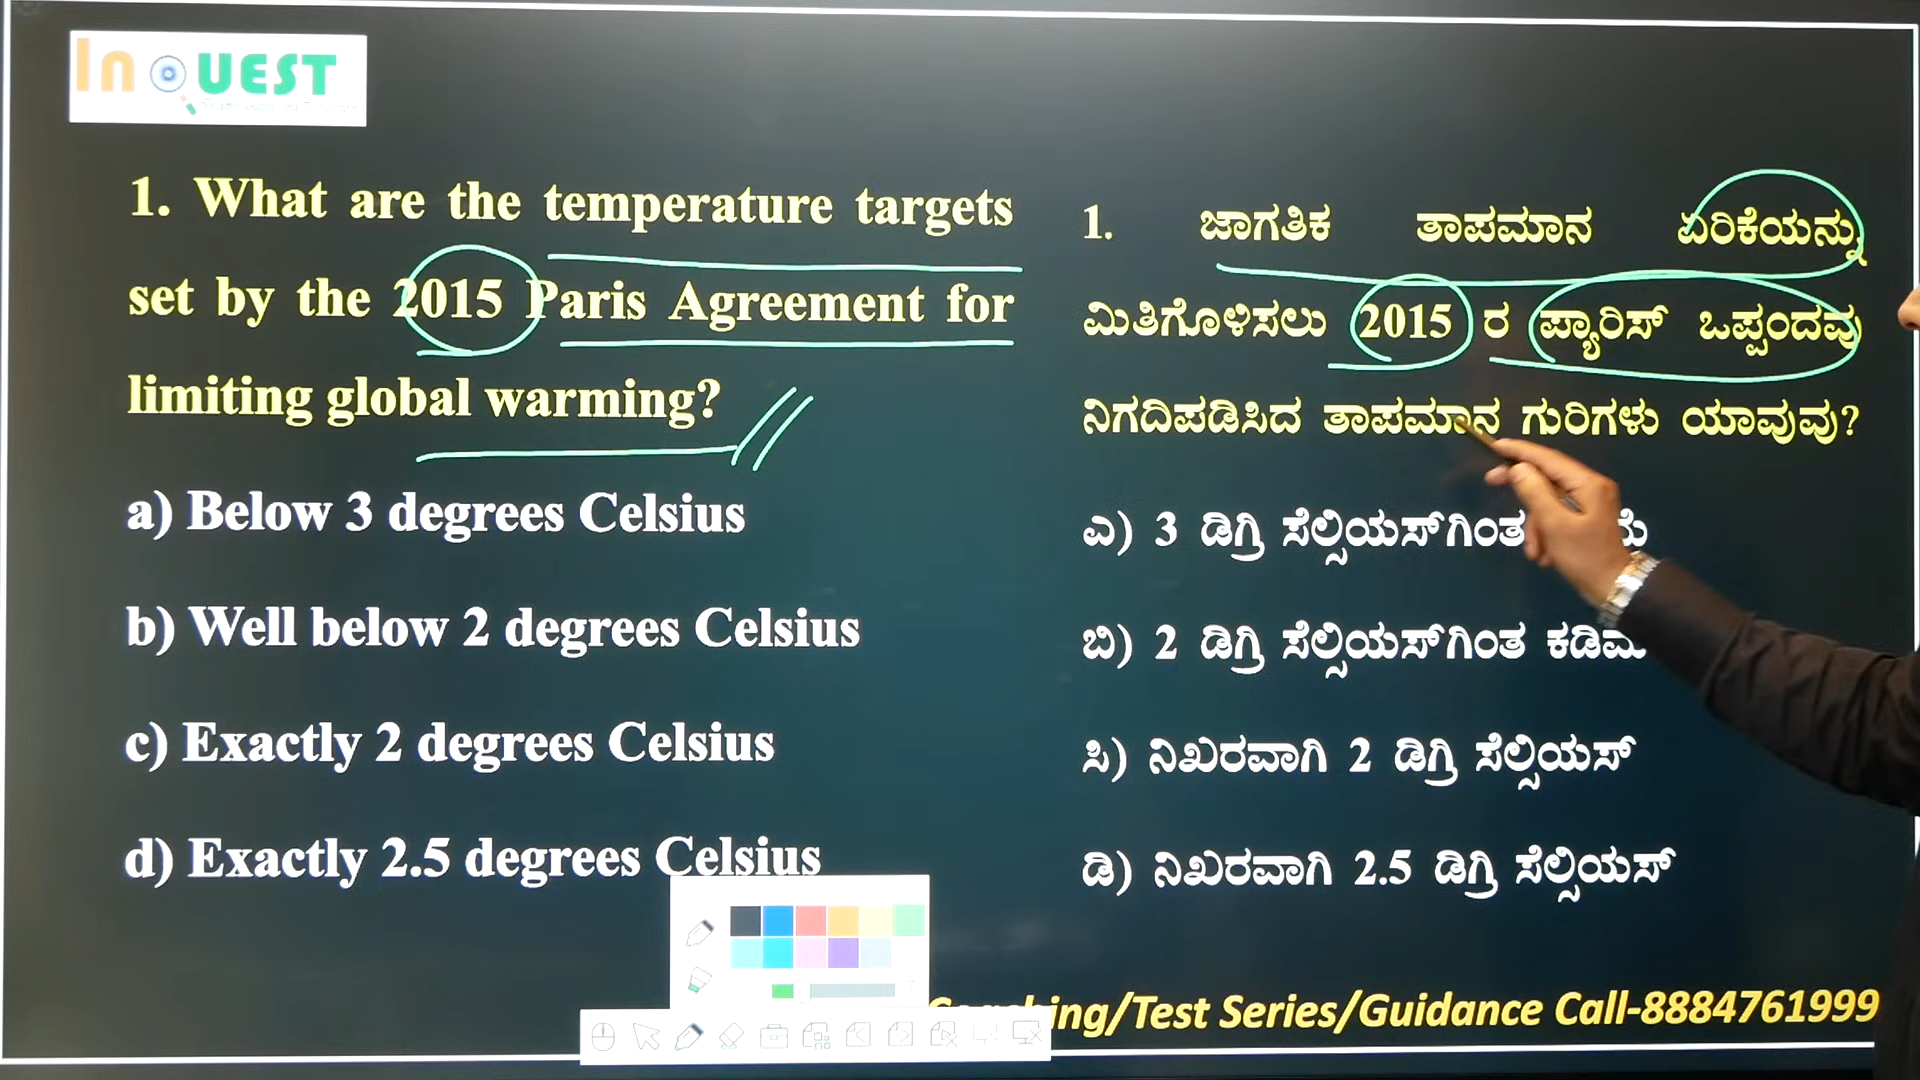 In QUEST
1. What are the temperature targets
set by the 2015 Paris Agreement for
limiting global warming?
a) Below 3 degrees Celsius
b) Well below 2 degrees Celsius
c) Exactly 2 degrees Celsius
d) Exactly 2.5 degrees Celsius
1. ಜಾಗತಿಕ ತಾಪಮಾನ ಏರಿಕೆಯನ್ನು
ಮಿತಿಗೊಳಿಸಲು 2015 ರ ಪ್ಯಾರಿಸ್ ಒಪ್ಪಂದವು
ನಿಗದಿಪಡಿಸಿದ ತಾಪಮಾನ ಗುರಿಗಳು ಯಾವುವು?
ಎ) 3 ಡಿಗ್ರಿ ಸೆಲ್ಸಿಯಸ್‌ಗಿಂತ
ಬಿ) 2 ಡಿಗ್ರಿ ಸೆಲ್ಸಿಯಸ್‌ಗಿಂತ
ಸಿ) ನಿಖರವಾಗಿ 2 ಡಿಗ್ರಿ ಸೆಲ್ಸಿಯಸ್
ಡಿ) ನಿಖರವಾಗಿ 2.5 ಡಿಗ್ರಿ ಸೆಲ್ಸಿಯಸ್
/Test Series/Guidance Call-8884761999